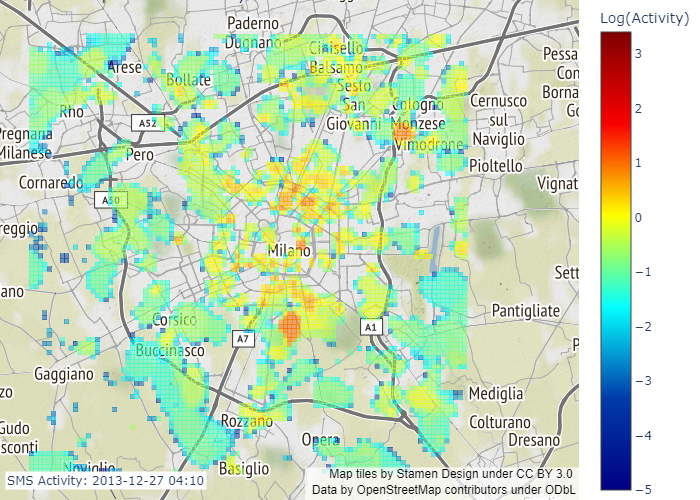 Log(Activity)
Paderno
Dugnano
Cinisello
Balsamo
Arese
Bollate
Sesto
San
Giovanni
Cologno
Monzese
Cernusco
sul
Naviglio
Rho
A52
Pregnana
Milanese
Pero
Vimodrone
Pioltello
Cornaredo
A50
Vignat
reggio
Milano
Sett
ano
Pessa
Con
Borna
Go
Pantigliate
Corsico
A7
A1
Buccinasco
P
Gaggiano
zo
Mediglia
Rozzano
Colturano
Gudo
sconti
Opera
Dresano
Noviglio
Basiglio
SMS Activity: 2013-12-27 04:10
Map tiles by Stamen Design under CC BY 3.0
Data by OpenStreetMap contributors under ODbL
3
2
1
0
−1
−2
−3
−4
−5